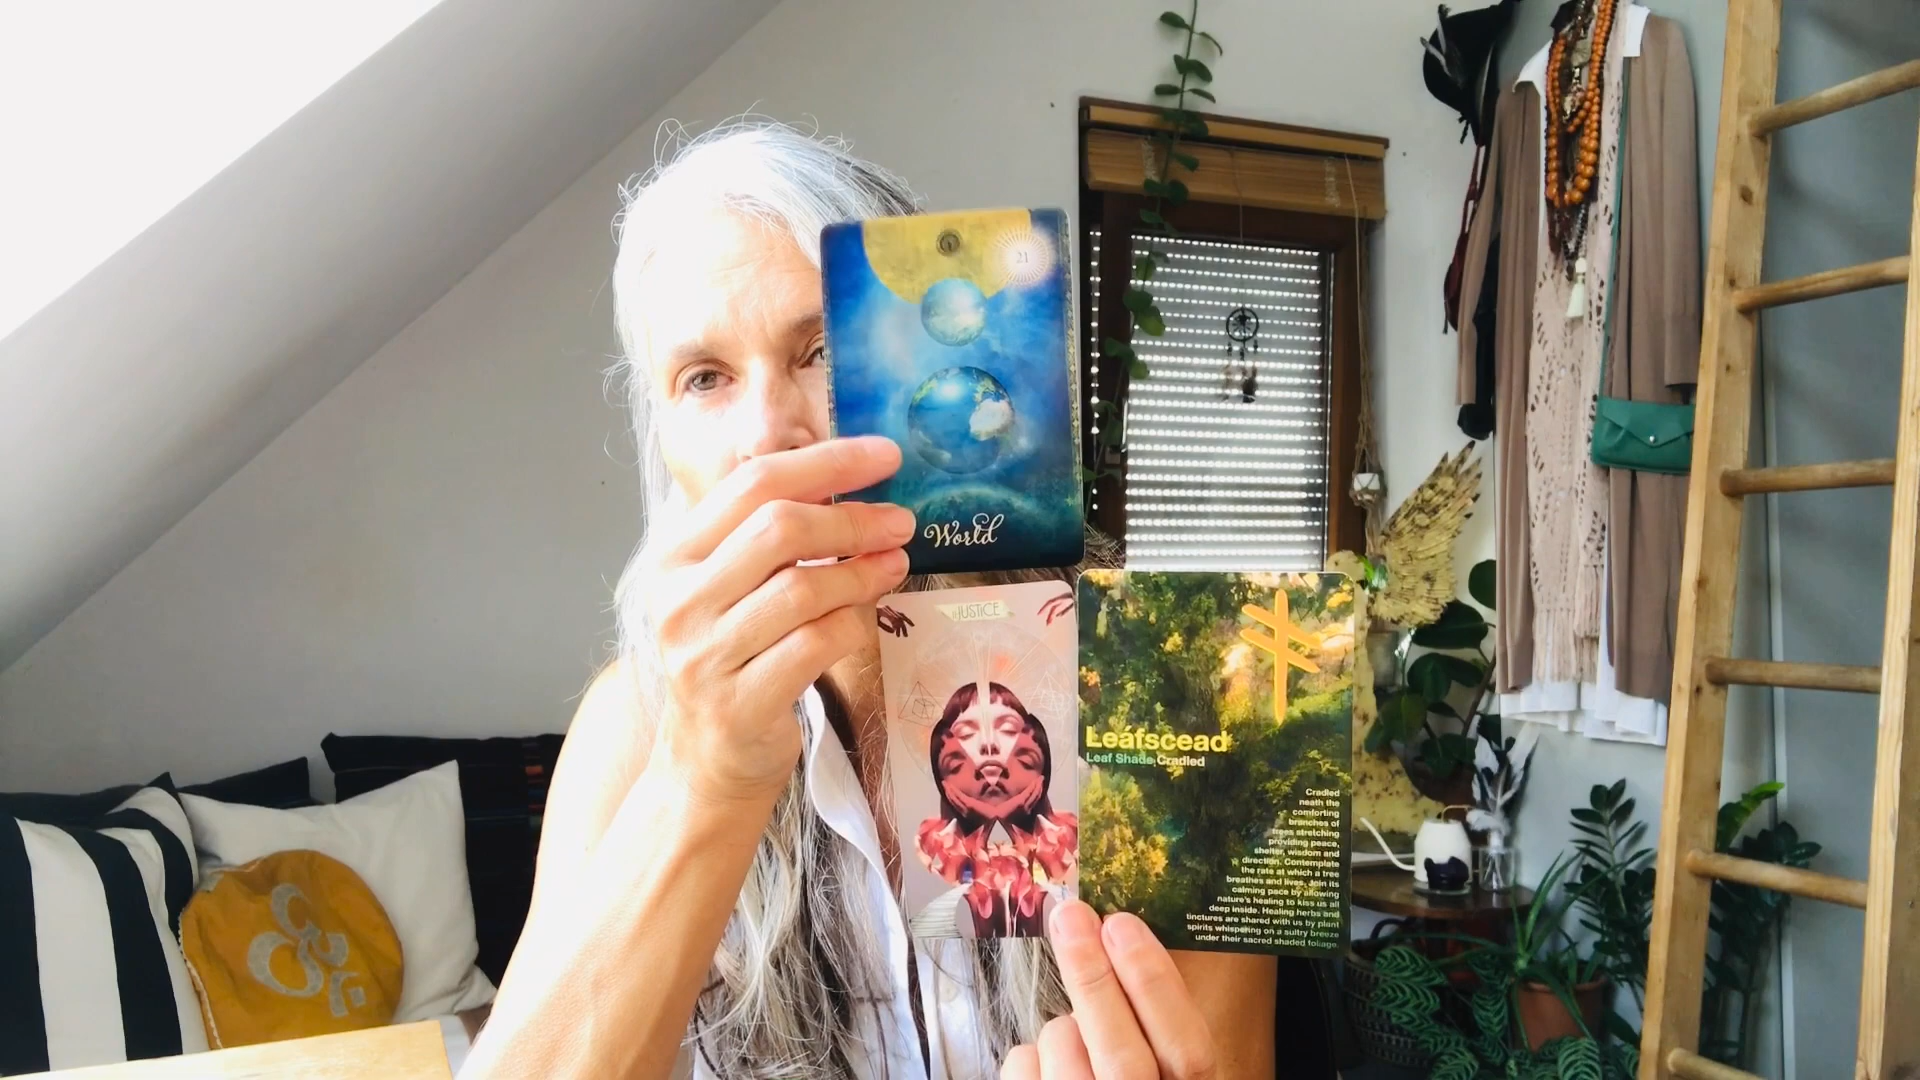 21
World
JUSTICE
Leáfscead
Leaf Shade Cradled
Cradled
neath the
comforting
branches of
trees stretching
providing peace,
shelter, wisdom and
direction. Contemplate
the rate at which a tree
breathes and lives. Join its
calming pace by allowing
nature's healing to kiss us all
deep inside. Healing herbs and
tinctures are shared with us by plant
spirits whispering on a sultry breeze
under their sacred shaded foliage.